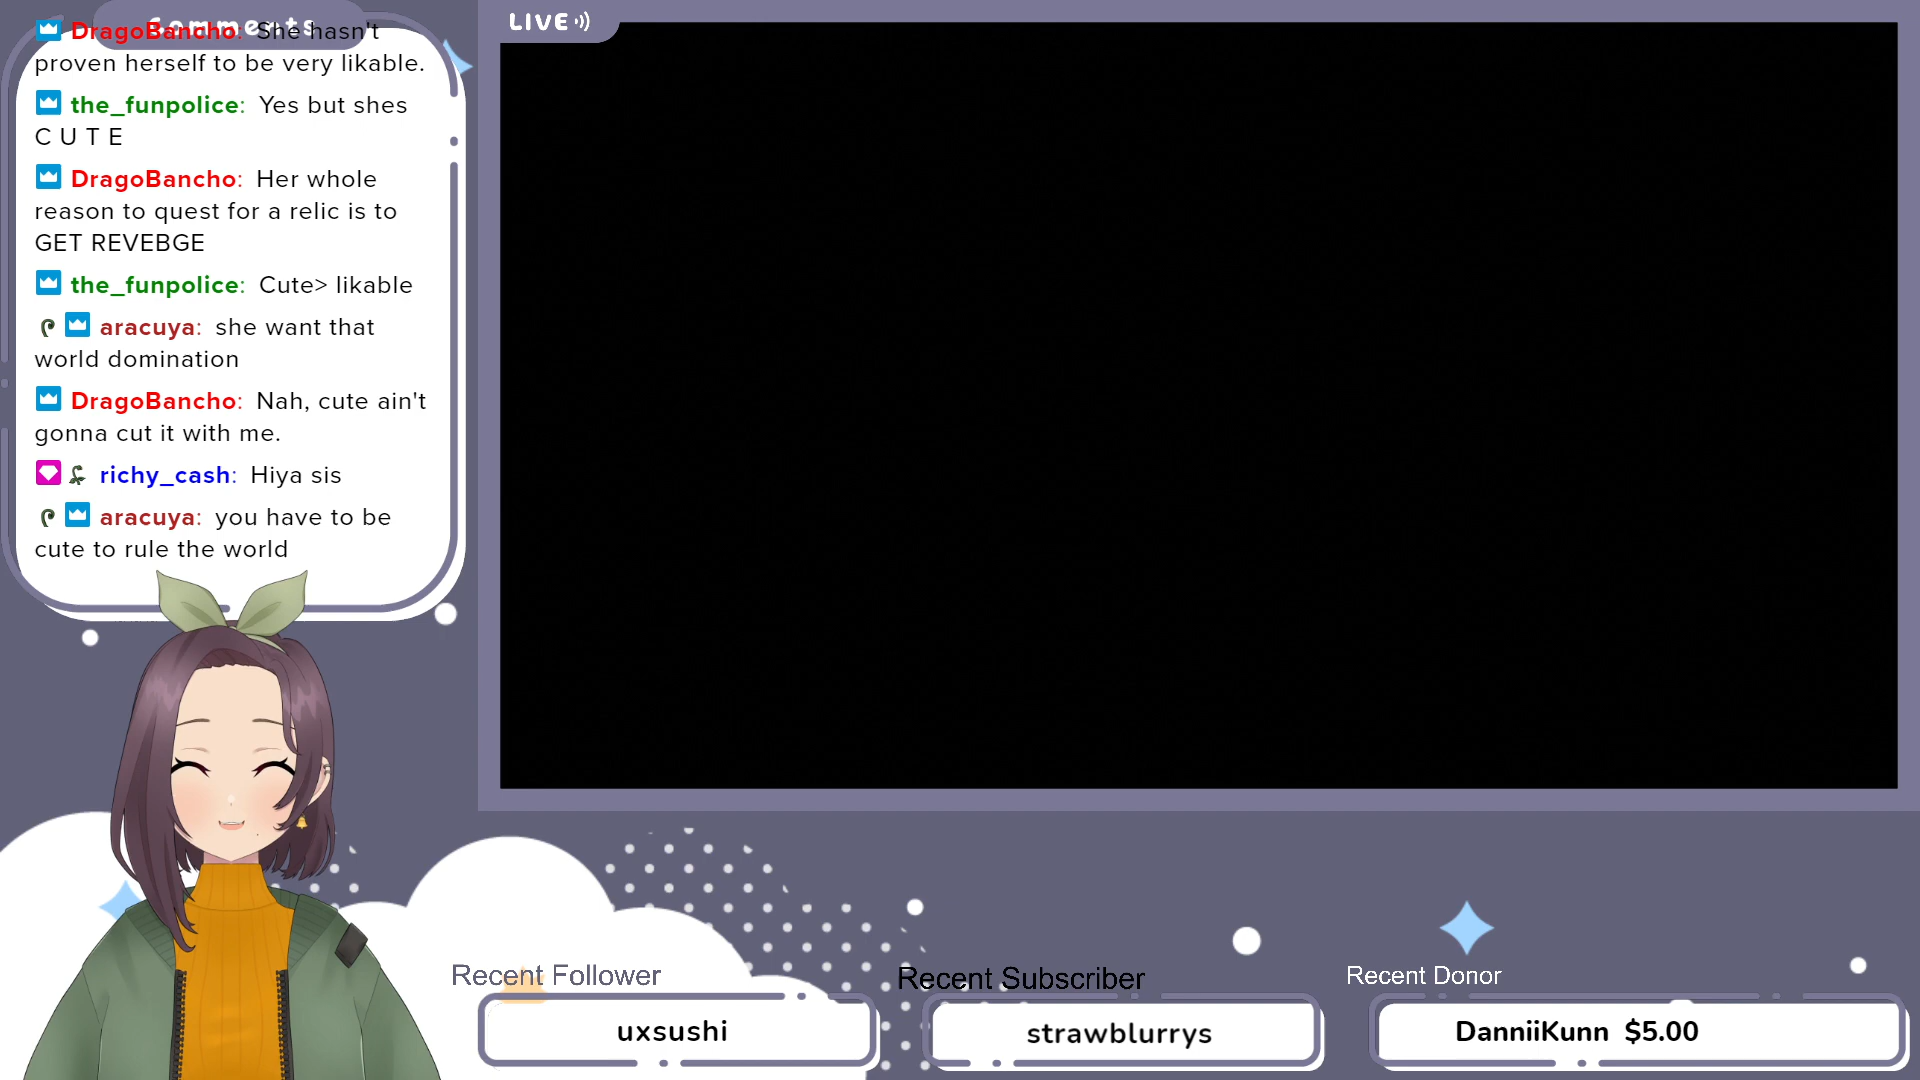 Comments
DragoBancho: She hasn't
proven herself to be very likable.
the_funpolice: Yes but shes
C U T E
DragoBancho: Her whole
reason to quest for a relic is to
GET REVEBGE
the_funpolice: Cute> likable
aracuya: she want that
world domination
DragoBancho: Nah, cute ain't
gonna cut it with me.
richy_cash: Hiya sis
aracuya: you have to be
cute to rule the world
LIVE
Recent Follower
uxsushi
Recent Subscriber
strawblurrys
Recent Donor
DanniiKunn $5.00